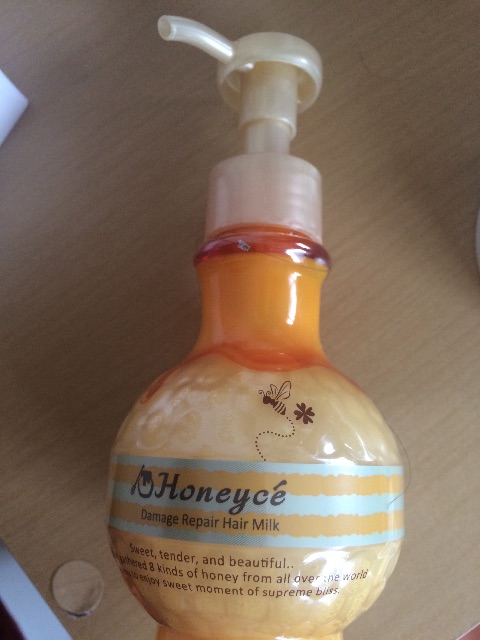 Honeycé
Damage Repair Hair Milk
Sweet, tender, and beautiful..
gathered 8 kinds of honey from all over the world
to enjoy sweet moment of supreme bliss.